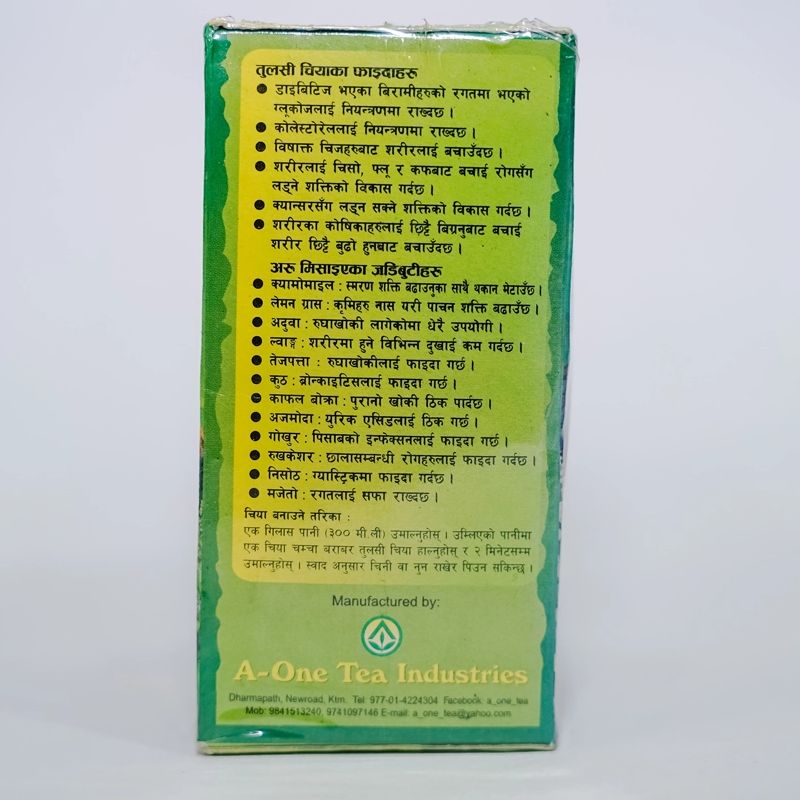 तुलसी चियाका फाइदाहरु
● डाइबिटिज भएका बिरामीहरुको रगतमा भएको
ग्लूकोजलाई नियन्त्रणमा राख्दछ ।
● कोलेस्टोरेललाई नियन्त्रणमा राख्दछ ।
● विषाक्त चिजहरुबाट शरीरलाई बचाउँदछ ।
● शरीरलाई चिसो, फ्लू र कफबाट बचाई रोगसँग
लड्ने शक्तिको विकास गर्दछ ।
● क्यान्सरसँग लड्न सक्ने शक्तिको विकास गर्दछ ।
● शरीरका कोषिकाहरुलाई छिट्टै बिग्रनुबाट बचाई
शरीर छिट्टै बुढो हुनबाट बचाउँदछ ।
अरु मिसाइएका जडिबुटीहरु
● क्यामोमाइल : स्मरण शक्ति बढाउनुका साथै थकान मेटाउँछ ।
● लेमन ग्रास : कृमिहरु नास गरी पाचन शक्ति बढाउँछ ।
● अदुवा : रुघाखोकी लागेकोमा धेरै उपयोगी ।
● ल्वाङ्ग : शरीरमा हुने विभिन्न दुखाई कम गर्दछ ।
● तेजपत्ता : रुघाखोकीलाई फाइदा गर्छ ।
● कुठ : ब्रोन्काइटिसलाई फाइदा गर्छ ।
● काफल बोक्रा : पुरानो खोकी ठिक पार्दछ ।
● अजमोदा : युरिक एसिडलाई ठिक गर्छ ।
● गोखुर : पिसाबको इन्फेक्सनलाई फाइदा गर्छ ।
● रुखकेशर : छालासम्बन्धी रोगहरुलाई फाइदा गर्दछ ।
● निसोठ : ग्यास्ट्रिकमा फाइदा गर्दछ ।
● मजेतो : रगतलाई सफा राख्दछ ।
चिया बनाउने तरिका :
एक गिलास पानी (३०० मी.ली) उमाल्नुहोस् । उम्लिएको पानीमा
एक चिया चम्चा बराबर तुलसी चिया हाल्नुहोस् र २ मिनेटसम्म
उमाल्नुहोस् । स्वाद अनुसार चिनी वा नुन राखेर पिउन सकिन्छ ।
Manufactured by:
A-One Tea Industries
Dharmapath, Newroad, Ktm. Tel: 977-01-4224304 Facebook: a_one_tea
Mob: 9841513240, 9741097146 E-mail: a_one_tea@yahoo.com